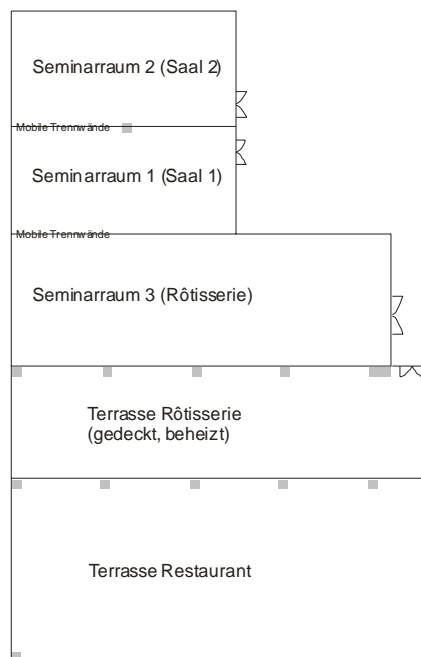 Seminarraum 2 (Saal 2)
Mobile Trennwände
Seminarraum 1 (Saal 1)
Mobile Trennwände
Seminarraum 3 (Rôtisserie)
Terrasse Rôtisserie
(gedeckt, beheizt)
Terrasse Restaurant